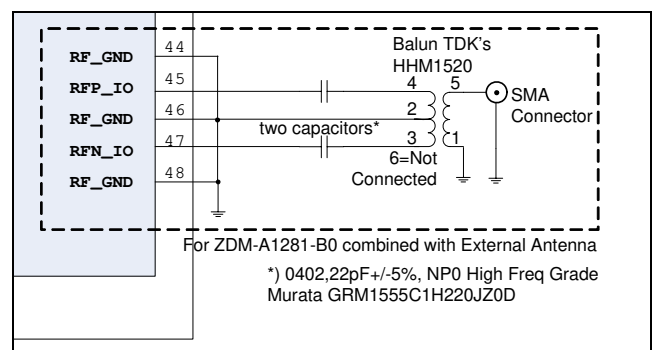 RF_GND 44
RFP_IO 45
RF_GND 46
RFN_IO 47
RF_GND 48
two capacitors*
Balun TDK's
HHM1520
4 5
2
3 1
6=Not
Connected
SMA
Connector
For ZDM-A1281-B0 combined with External Antenna
*) 0402,22pF+/-5%, NP0 High Freq Grade
Murata GRM1555C1H220JZ0D